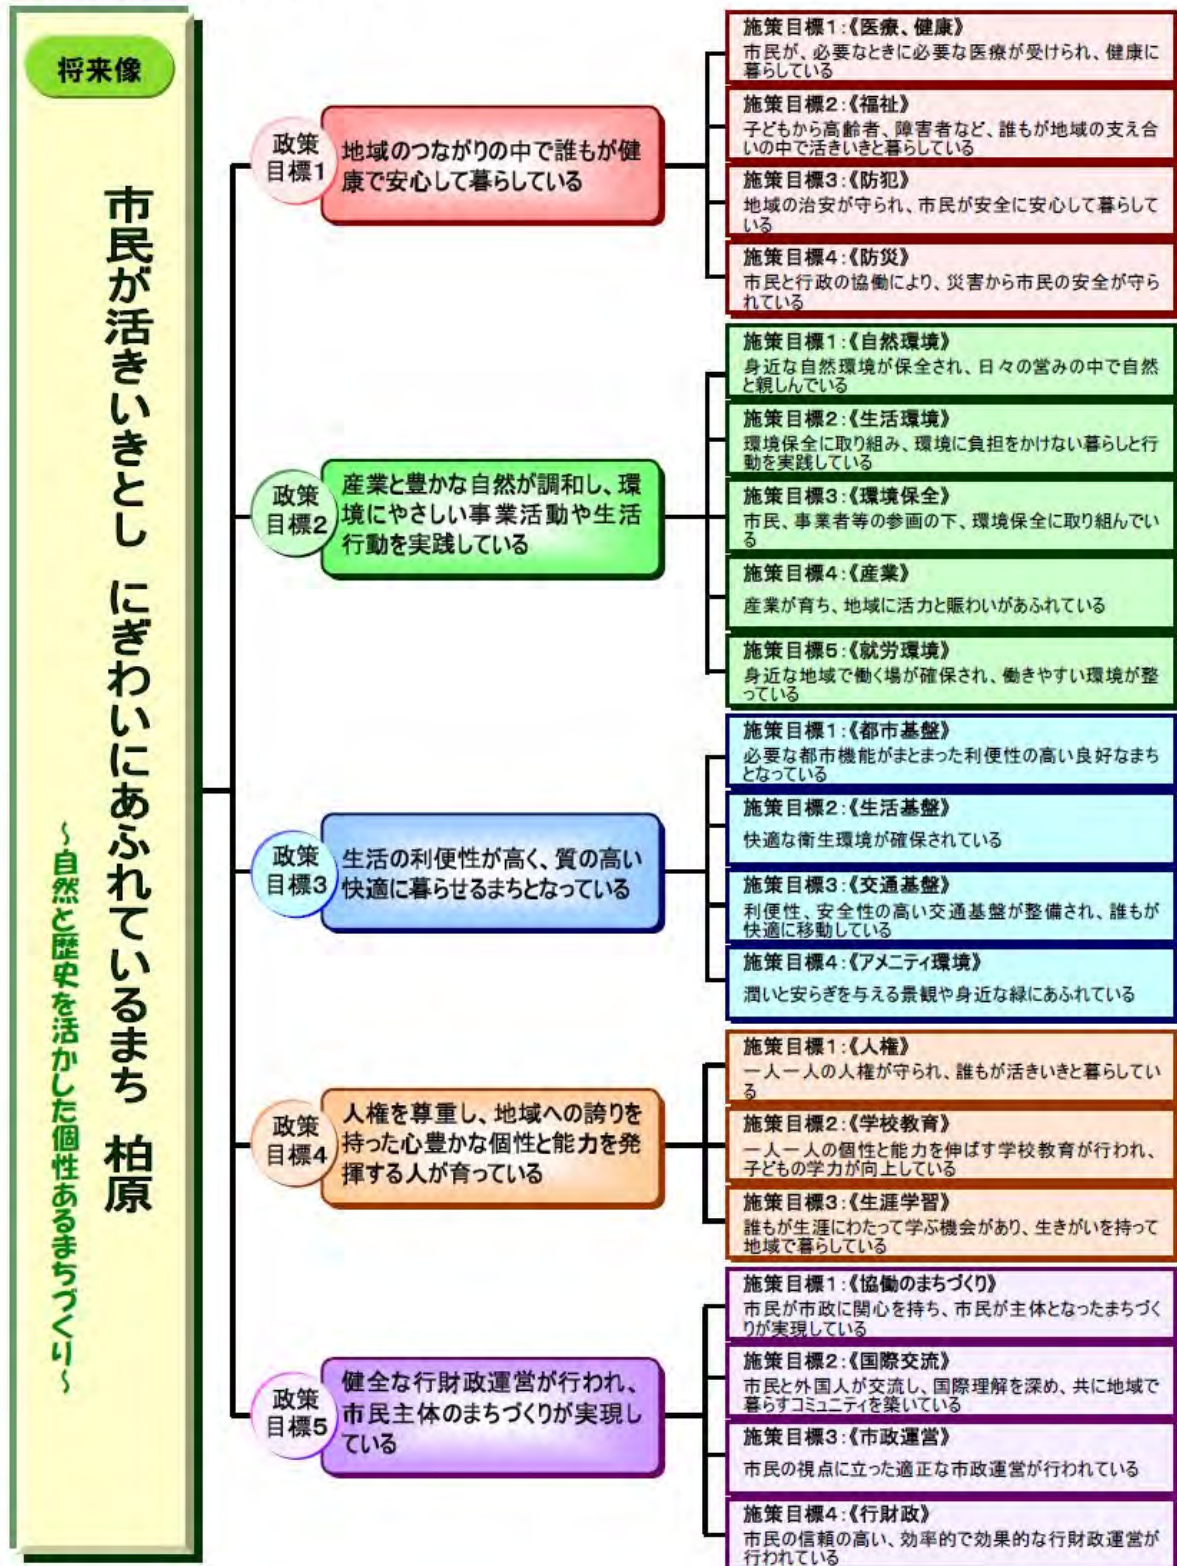 将来像
市民が活きいきとし にぎわいにあふれているまち 柏原
～自然と歴史を活かした個性あるまちづくり～
政策
目標1
地域のつながりの中で誰もが健
康で安心して暮らしている
施策目標1：《医療、健康》
市民が、必要なときに必要な医療が受けられ、健康に
暮らしている
施策目標2：《福祉》
子どもから高齢者、障害者など、誰もが地域の支え合
いの中で活きいきと暮らしている
施策目標3：《防犯》
地域の治安が守られ、市民が安全に安心して暮らして
いる
施策目標4：《防災》
市民と行政の協働により、災害から市民の安全が守ら
れている
政策
目標2
産業と豊かな自然が調和し、環
境にやさしい事業活動や生活
行動を実践している
施策目標1：《自然環境》
身近な自然環境が保全され、日々の営みの中で自然
と親しんでいる
施策目標2：《生活環境》
環境保全に取り組み、環境に負担をかけない暮らしと行
動を実践している
施策目標3：《環境保全》
市民、事業者等の参画の下、環境保全に取り組んでい
る
施策目標4：《産業》
産業が育ち、地域に活力と賑わいがあふれている
施策目標5：《就労環境》
身近な地域で働く場が確保され、働きやすい環境が整
っている
政策
目標3
生活の利便性が高く、質の高い
快適に暮らせるまちとなっている
施策目標1：《都市基盤》
必要な都市機能がまとまった利便性の高い良好なまち
となっている
施策目標2：《生活基盤》
快適な衛生環境が確保されている
施策目標3：《交通基盤》
利便性、安全性の高い交通基盤が整備され、誰もが
快適に移動している
施策目標4：《アメニティ環境》
潤いと安らぎを与える景観や身近な緑にあふれている
政策
目標4
人権を尊重し、地域への誇りを
持った心豊かな個性と能力を発
揮する人が育っている
施策目標1：《人権》
一人一人の人権が守られ、誰もが活きいきと暮らしてい
る
施策目標2：《学校教育》
一人一人の個性と能力を伸ばす学校教育が行われ、
子どもの学力が向上している
施策目標3：《生涯学習》
誰もが生涯にわたって学ぶ機会があり、生きがいを持って
地域で暮らしている
政策
目標5
健全な行財政運営が行われ、
市民主体のまちづくりが実現し
ている
施策目標1：《協働のまちづくり》
市民が市政に関心を持ち、市民が主体となったまちづく
りが実現している
施策目標2：《国際交流》
市民と外国人が交流し、国際理解を深め、共に地域で
暮らすコミュニティを築いている
施策目標3：《市政運営》
市民の視点に立った適正な市政運営が行われている
施策目標4：《行財政》
市民の信頼の高い、効率的で効果的な行財政運営が
行われている